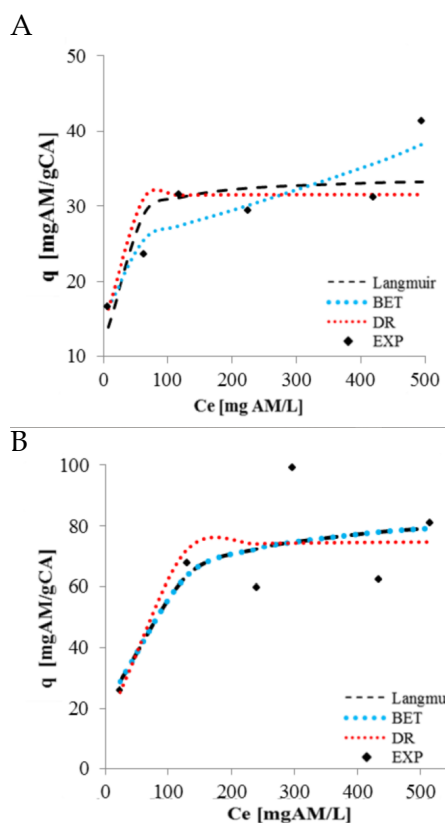 A
50
40
30
20
10
q [mgAM/gCA]
Langmuir
BET
DR
EXP
0 100 200 300 400 500
Ce [mg AM/L]
B
100
80
60
40
20
0
q [mgAM/gCA]
Langmu
BET
DR
EXP
0 100 200 300 400 500
Ce [mgAM/L]